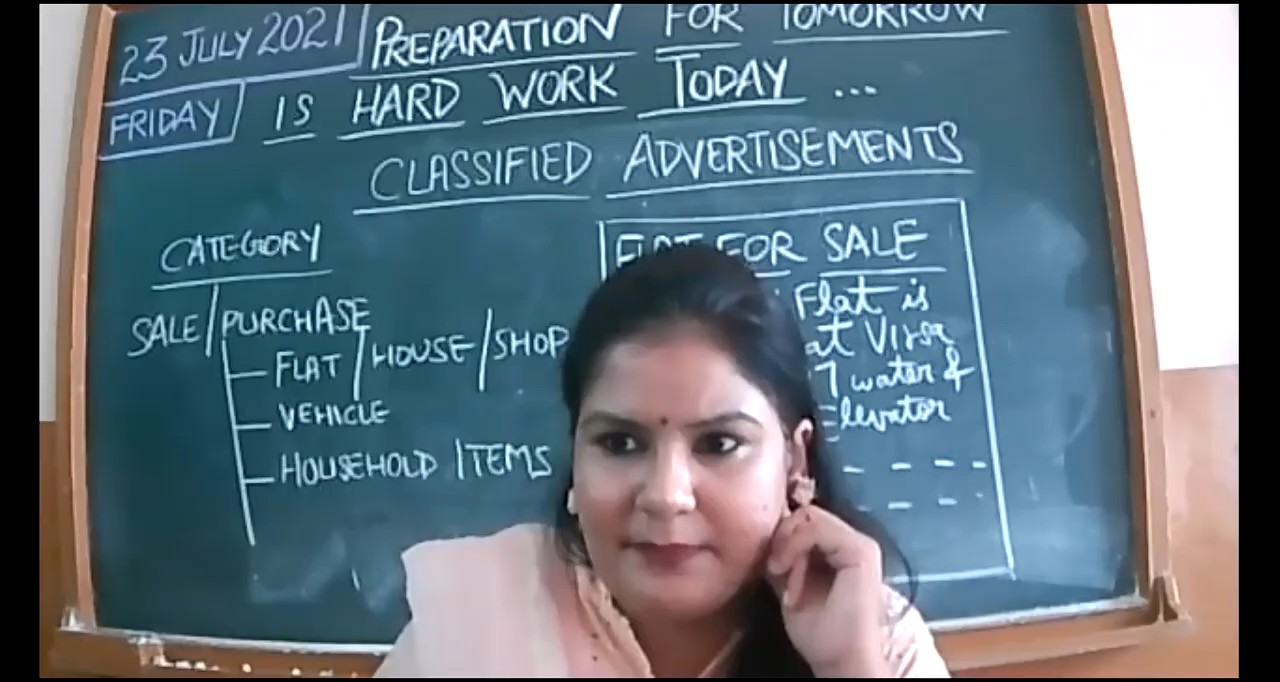 23 JULY 2021
FRIDAY
PREPARATION FOR TOMORROW
IS HARD WORK TODAY ...
CLASSIFIED ADVERTISEMENTS
CATEGORY
SALE/PURCHASE
FLAT/HOUSE/SHOP
VEHICLE
HOUSEHOLD ITEMS
FLAT FOR SALE
Flat is
at
water &
Elevator